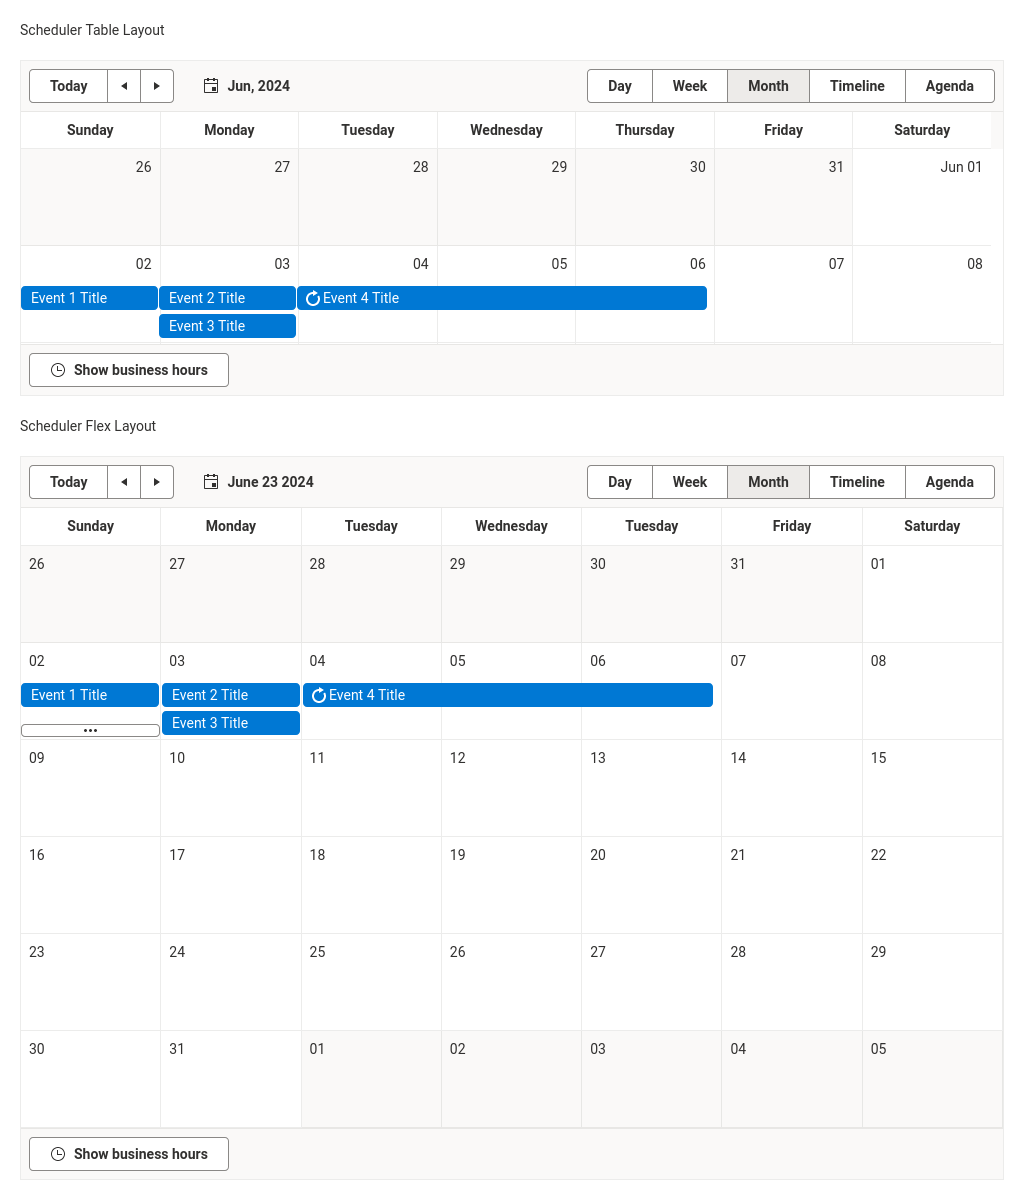 Scheduler Table Layout
Today Jun, 2024 Day Week Month Timeline Agenda
Sunday Monday Tuesday Wednesday Thursday Friday Saturday
26 27 28 29 30 31 Jun 01
02 03 04 05 06 07 08
Event 1 Title Event 2 Title Event 4 Title
Event 3 Title
Show business hours
Scheduler Flex Layout
Today June 23 2024 Day Week Month Timeline Agenda
Sunday Monday Tuesday Wednesday Tuesday Friday Saturday
26 27 28 29 30 31 01
02 03 04 05 06 07 08
Event 1 Title Event 2 Title Event 4 Title
Event 3 Title
09 10 11 12 13 14 15
16 17 18 19 20 21 22
23 24 25 26 27 28 29
30 31 01 02 03 04 05
Show business hours